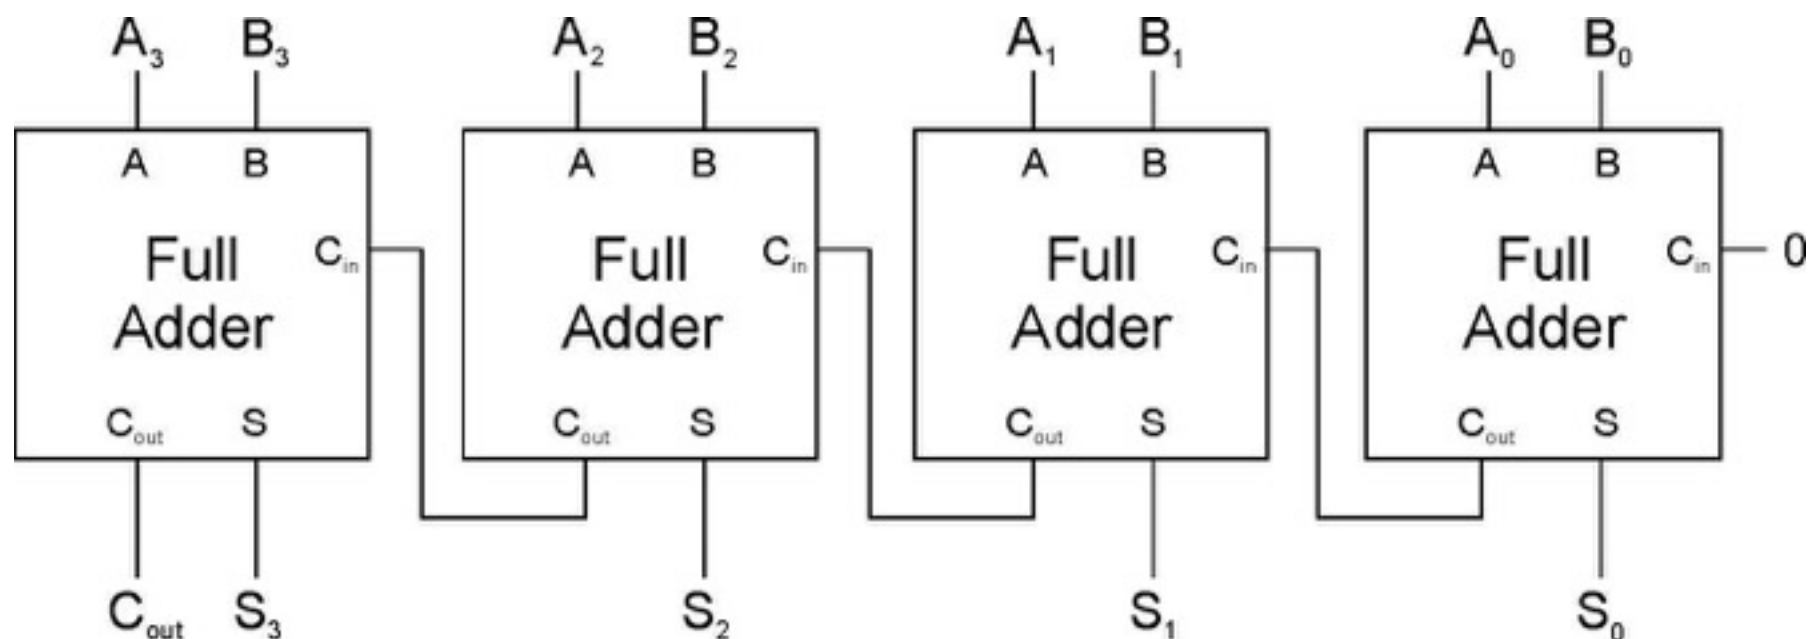 A₃ B₃ A₂ B₂ A₁ B₁ A₀ B₀
A B A B A B A B
Full Cin Full Cin Full Cin Full Cin 0
Adder Adder Adder Adder
Cout S Cout S Cout S Cout S
Cout S₃ S₂ S₁ S₀